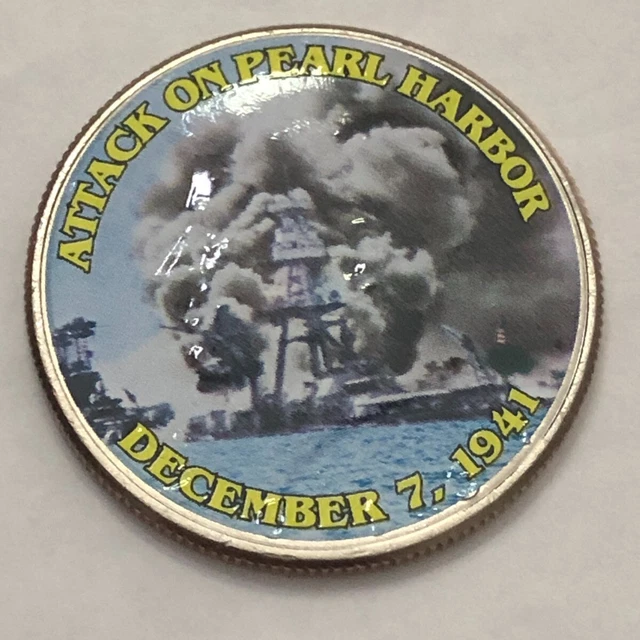 ATTACK ON PEARL HARBOR
DECEMBER 7, 1941